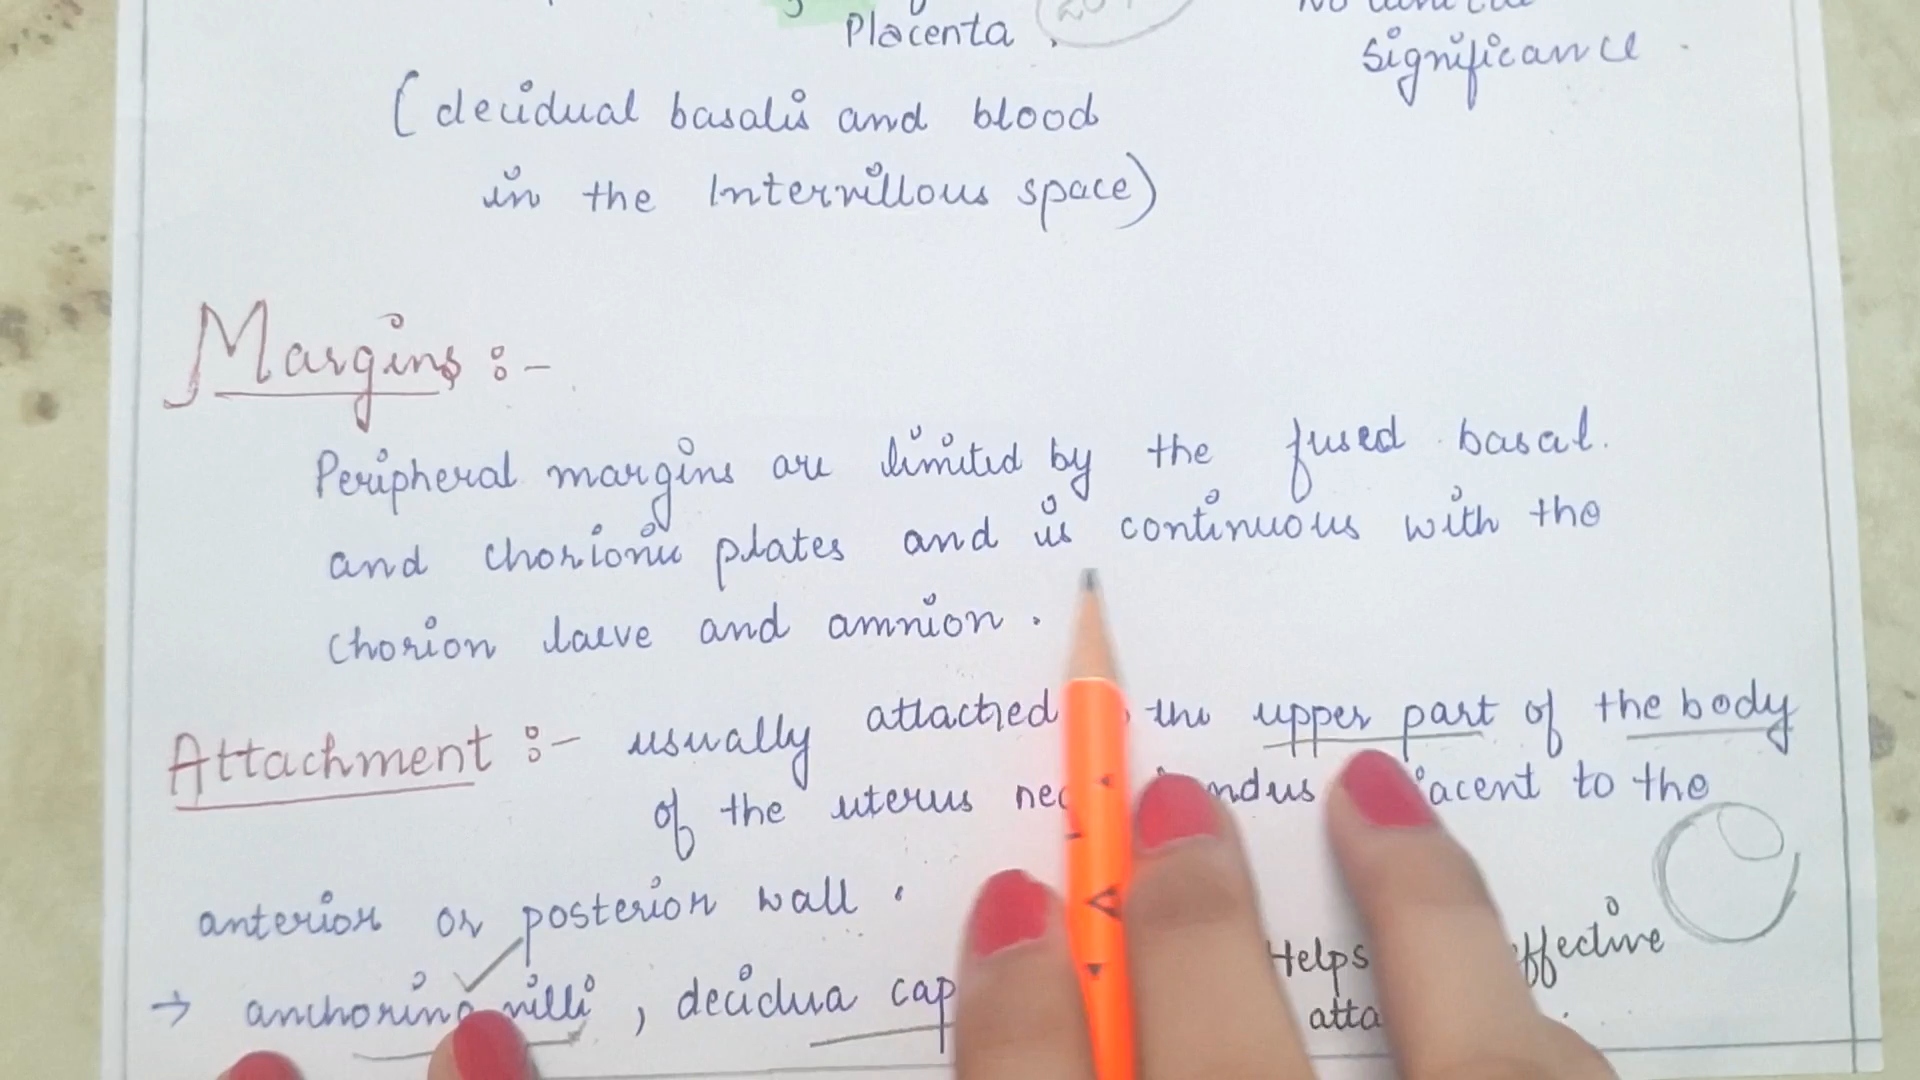 Placenta.
Significance.
(decidual basalis and blood
in the Intervillous space)
Margins :-
Peripheral margins are limited by the fused basal.
and chorionic plates and is continuous with the
chorion laeve and amnion.
Attachment :- usually attached the upper part of the body
of the uterus to the
anterior or posterior wall.
→ anchoring villi, decidua
Helps